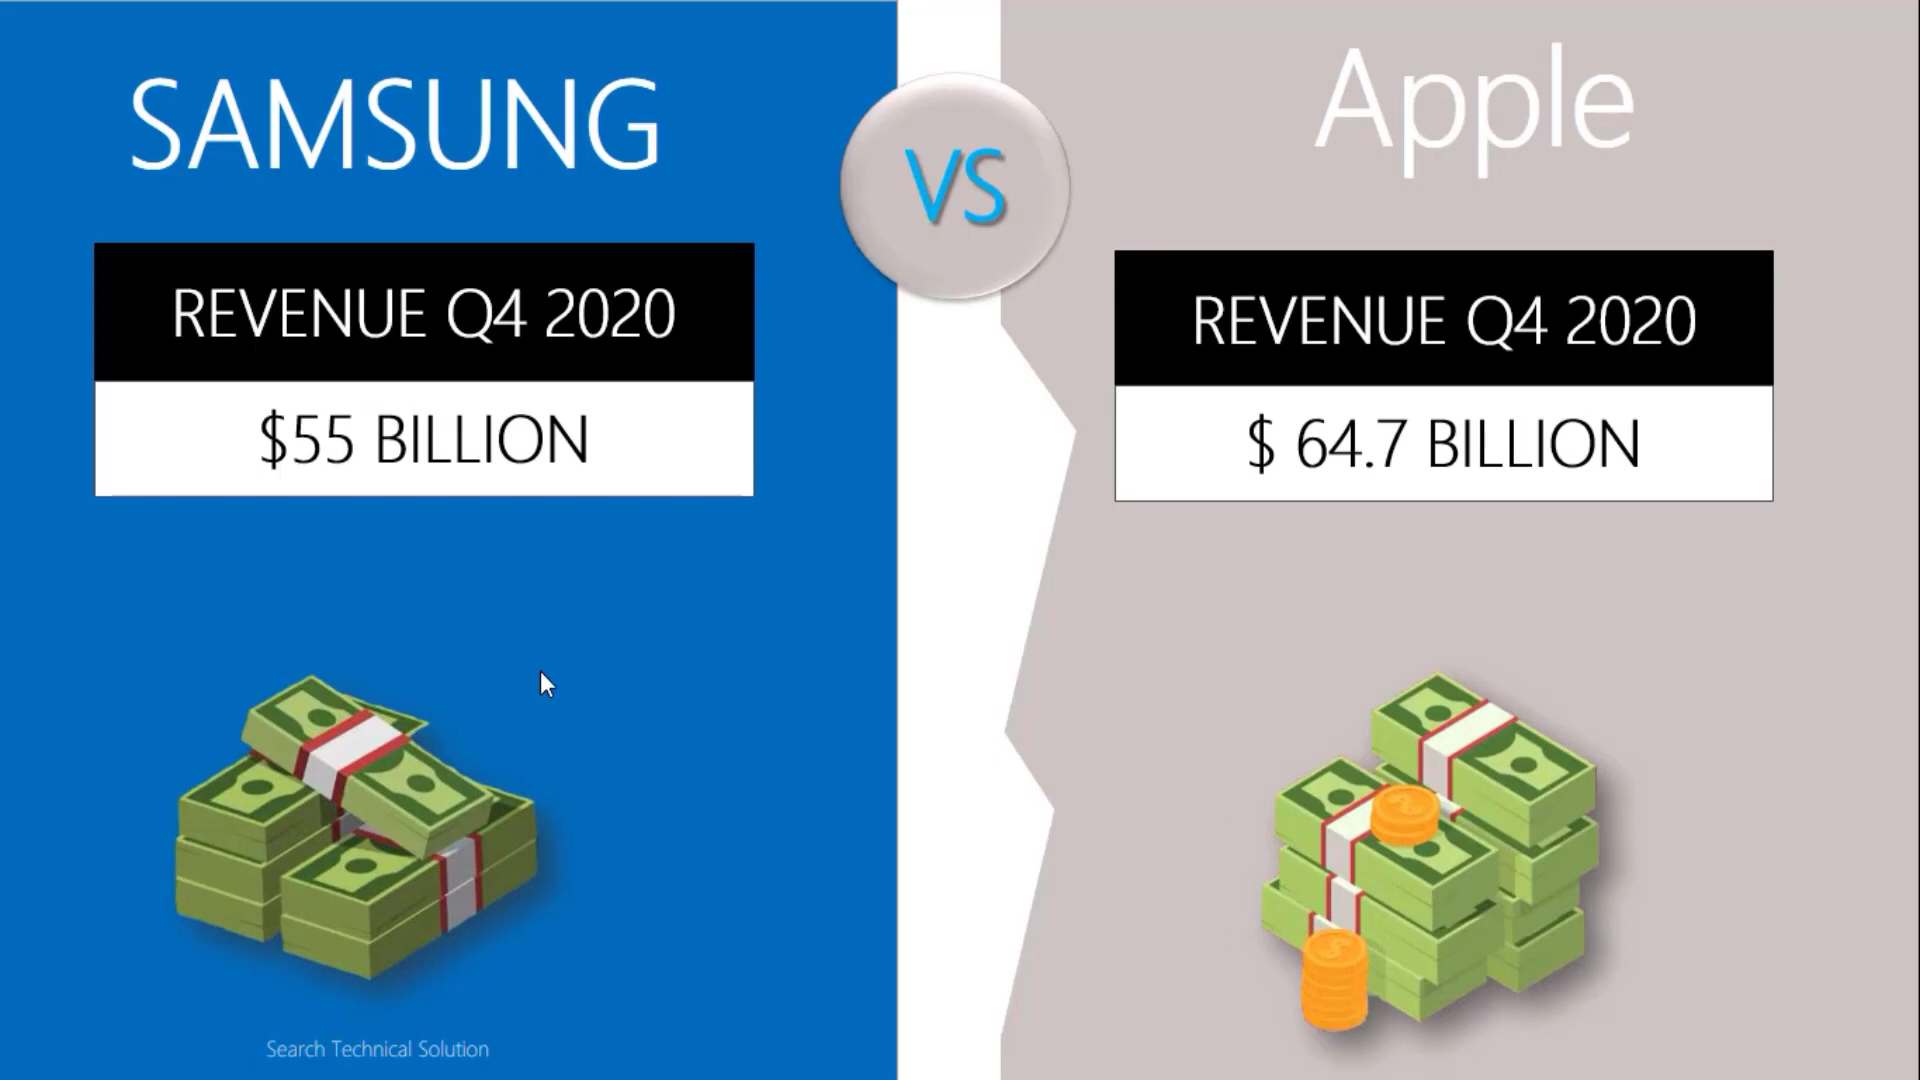 SAMSUNG
REVENUE Q4 2020
$55 BILLION
VS
Apple
REVENUE Q4 2020
$ 64.7 BILLION
Search Technical Solution